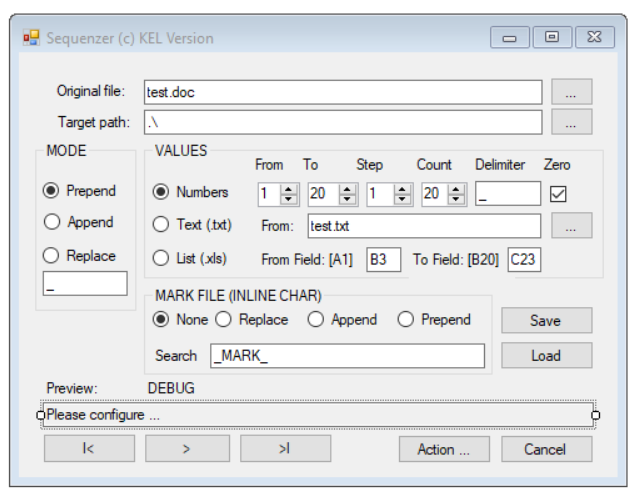 Sequenzer (c) KEL Version
Original file: test.doc ...
Target path: .\ ...
MODE
Prepend
Append
Replace
_
VALUES
From To Step Count Delimiter Zero
Numbers 1 20 1 20 _
Text (.txt) From: test.txt ...
List (.xls) From Field: [A1] B3 To Field: [B20] C23
MARK FILE (INLINE CHAR)
None Replace Append Prepend
Search _MARK_
Save
Load
Preview: DEBUG
Please configure ...
|< > >| Action ... Cancel